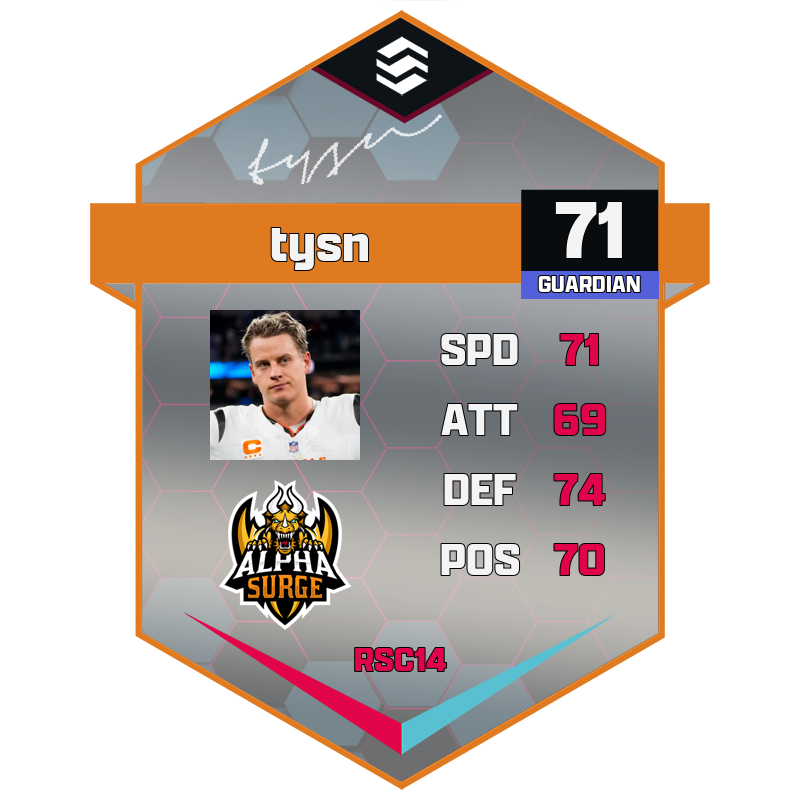 tysn
tysn
71
GUARDIAN
SPD 71
ATT 69
DEF 74
POS 70
C
ALPHA
SURGE
RSC14